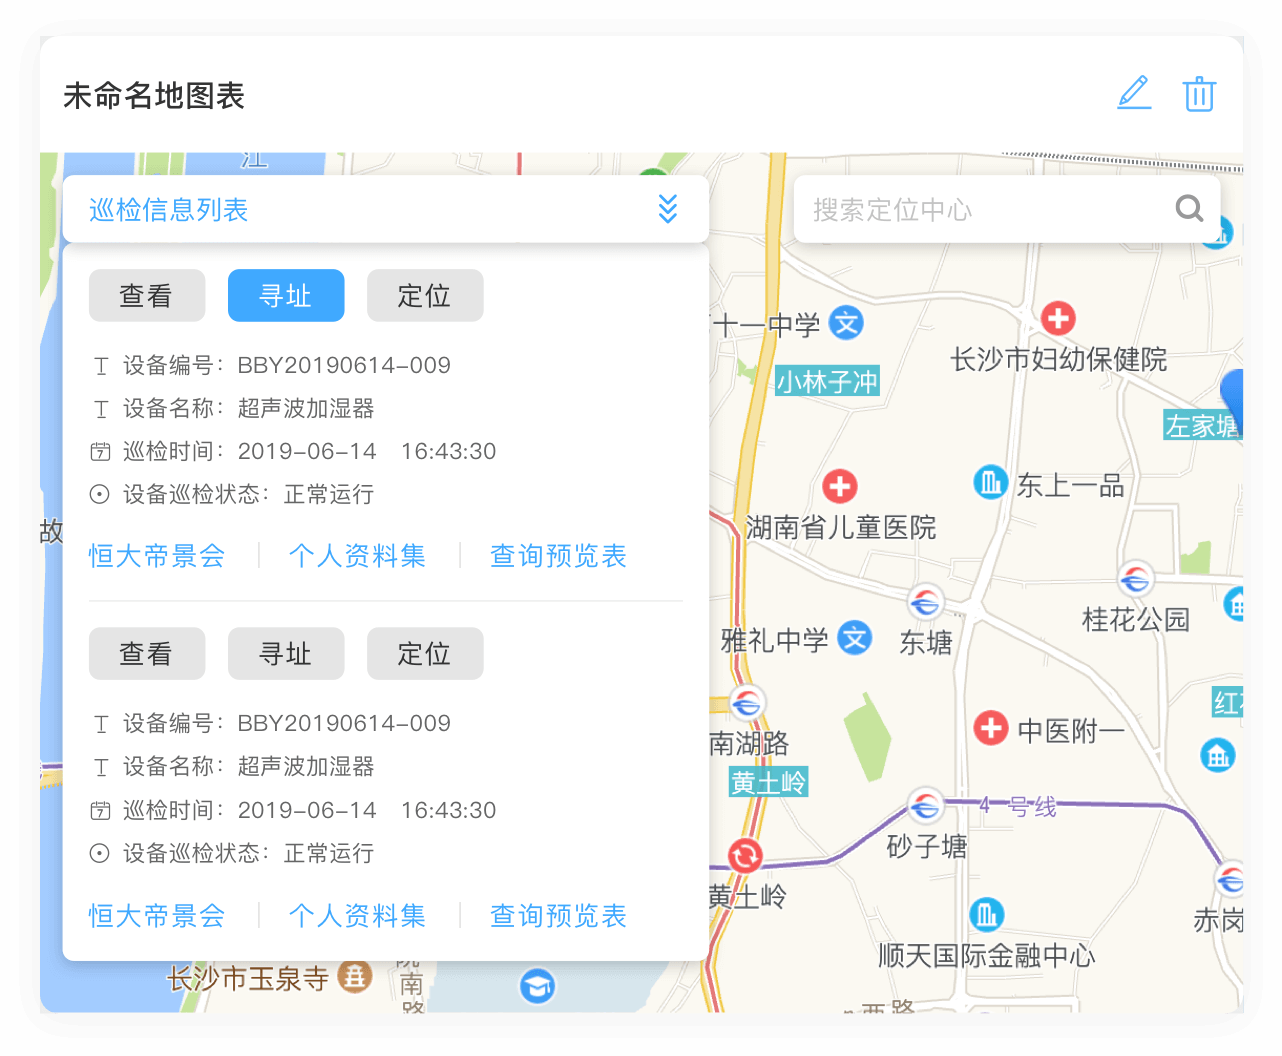 未命名地图表
江
巡检信息列表
搜索定位中心
查看 寻址 定位
设备编号：BBY20190614-009
设备名称：超声波加湿器
巡检时间：2019-06-14 16:43:30
设备巡检状态：正常运行
恒大帝景会 个人资料集 查询预览表
查看 寻址 定位
设备编号：BBY20190614-009
设备名称：超声波加湿器
巡检时间：2019-06-14 16:43:30
设备巡检状态：正常运行
恒大帝景会 个人资料集 查询预览表
十一中学 文
小林子冲
长沙市妇幼保健院
左家塘
东上一品
湖南省儿童医院
故
桂花公园
雅礼中学 文
东塘
红
中医附一
南湖路
黄土岭
4 号线
砂子塘
黄土岭
赤岗
顺天国际金融中心
长沙市玉泉寺
院南路
西路